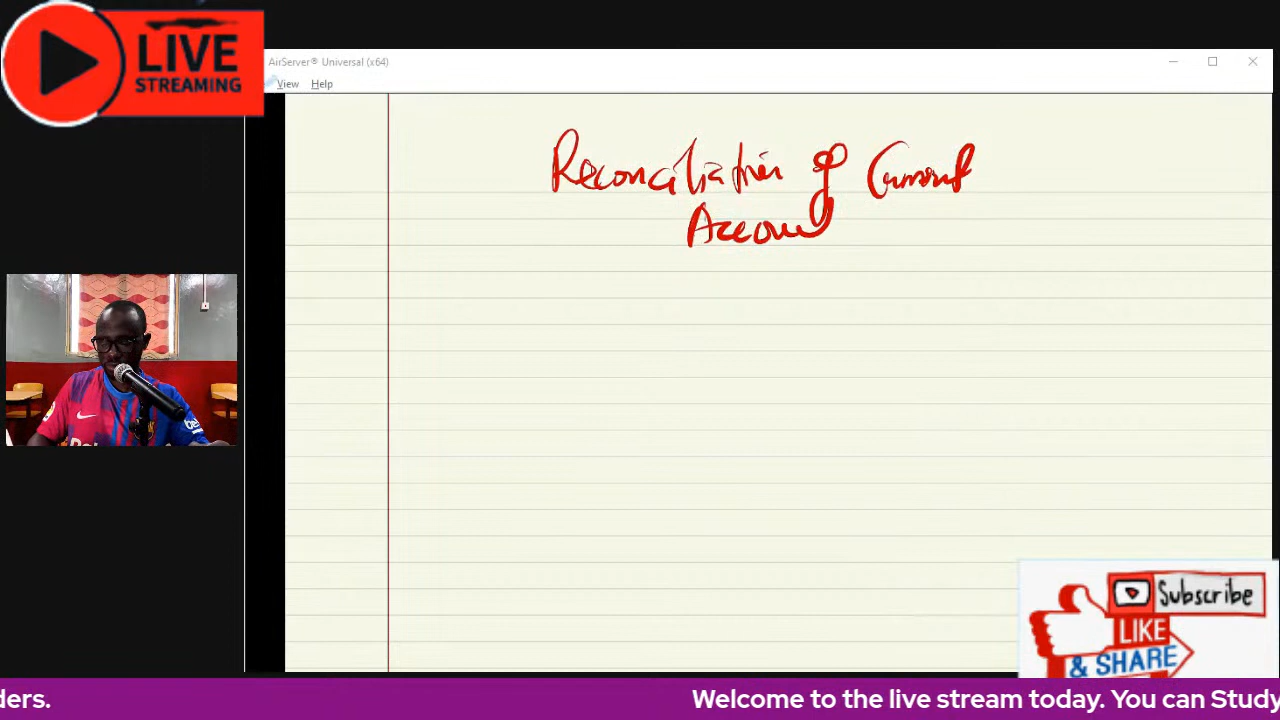 LIVE
STREAMING
AirServer® Universal (x64)
View Help
Reconciliation of Current
Account
Subscribe
LIKE
& SHARE
ders. Welcome to the live stream today. You can Study